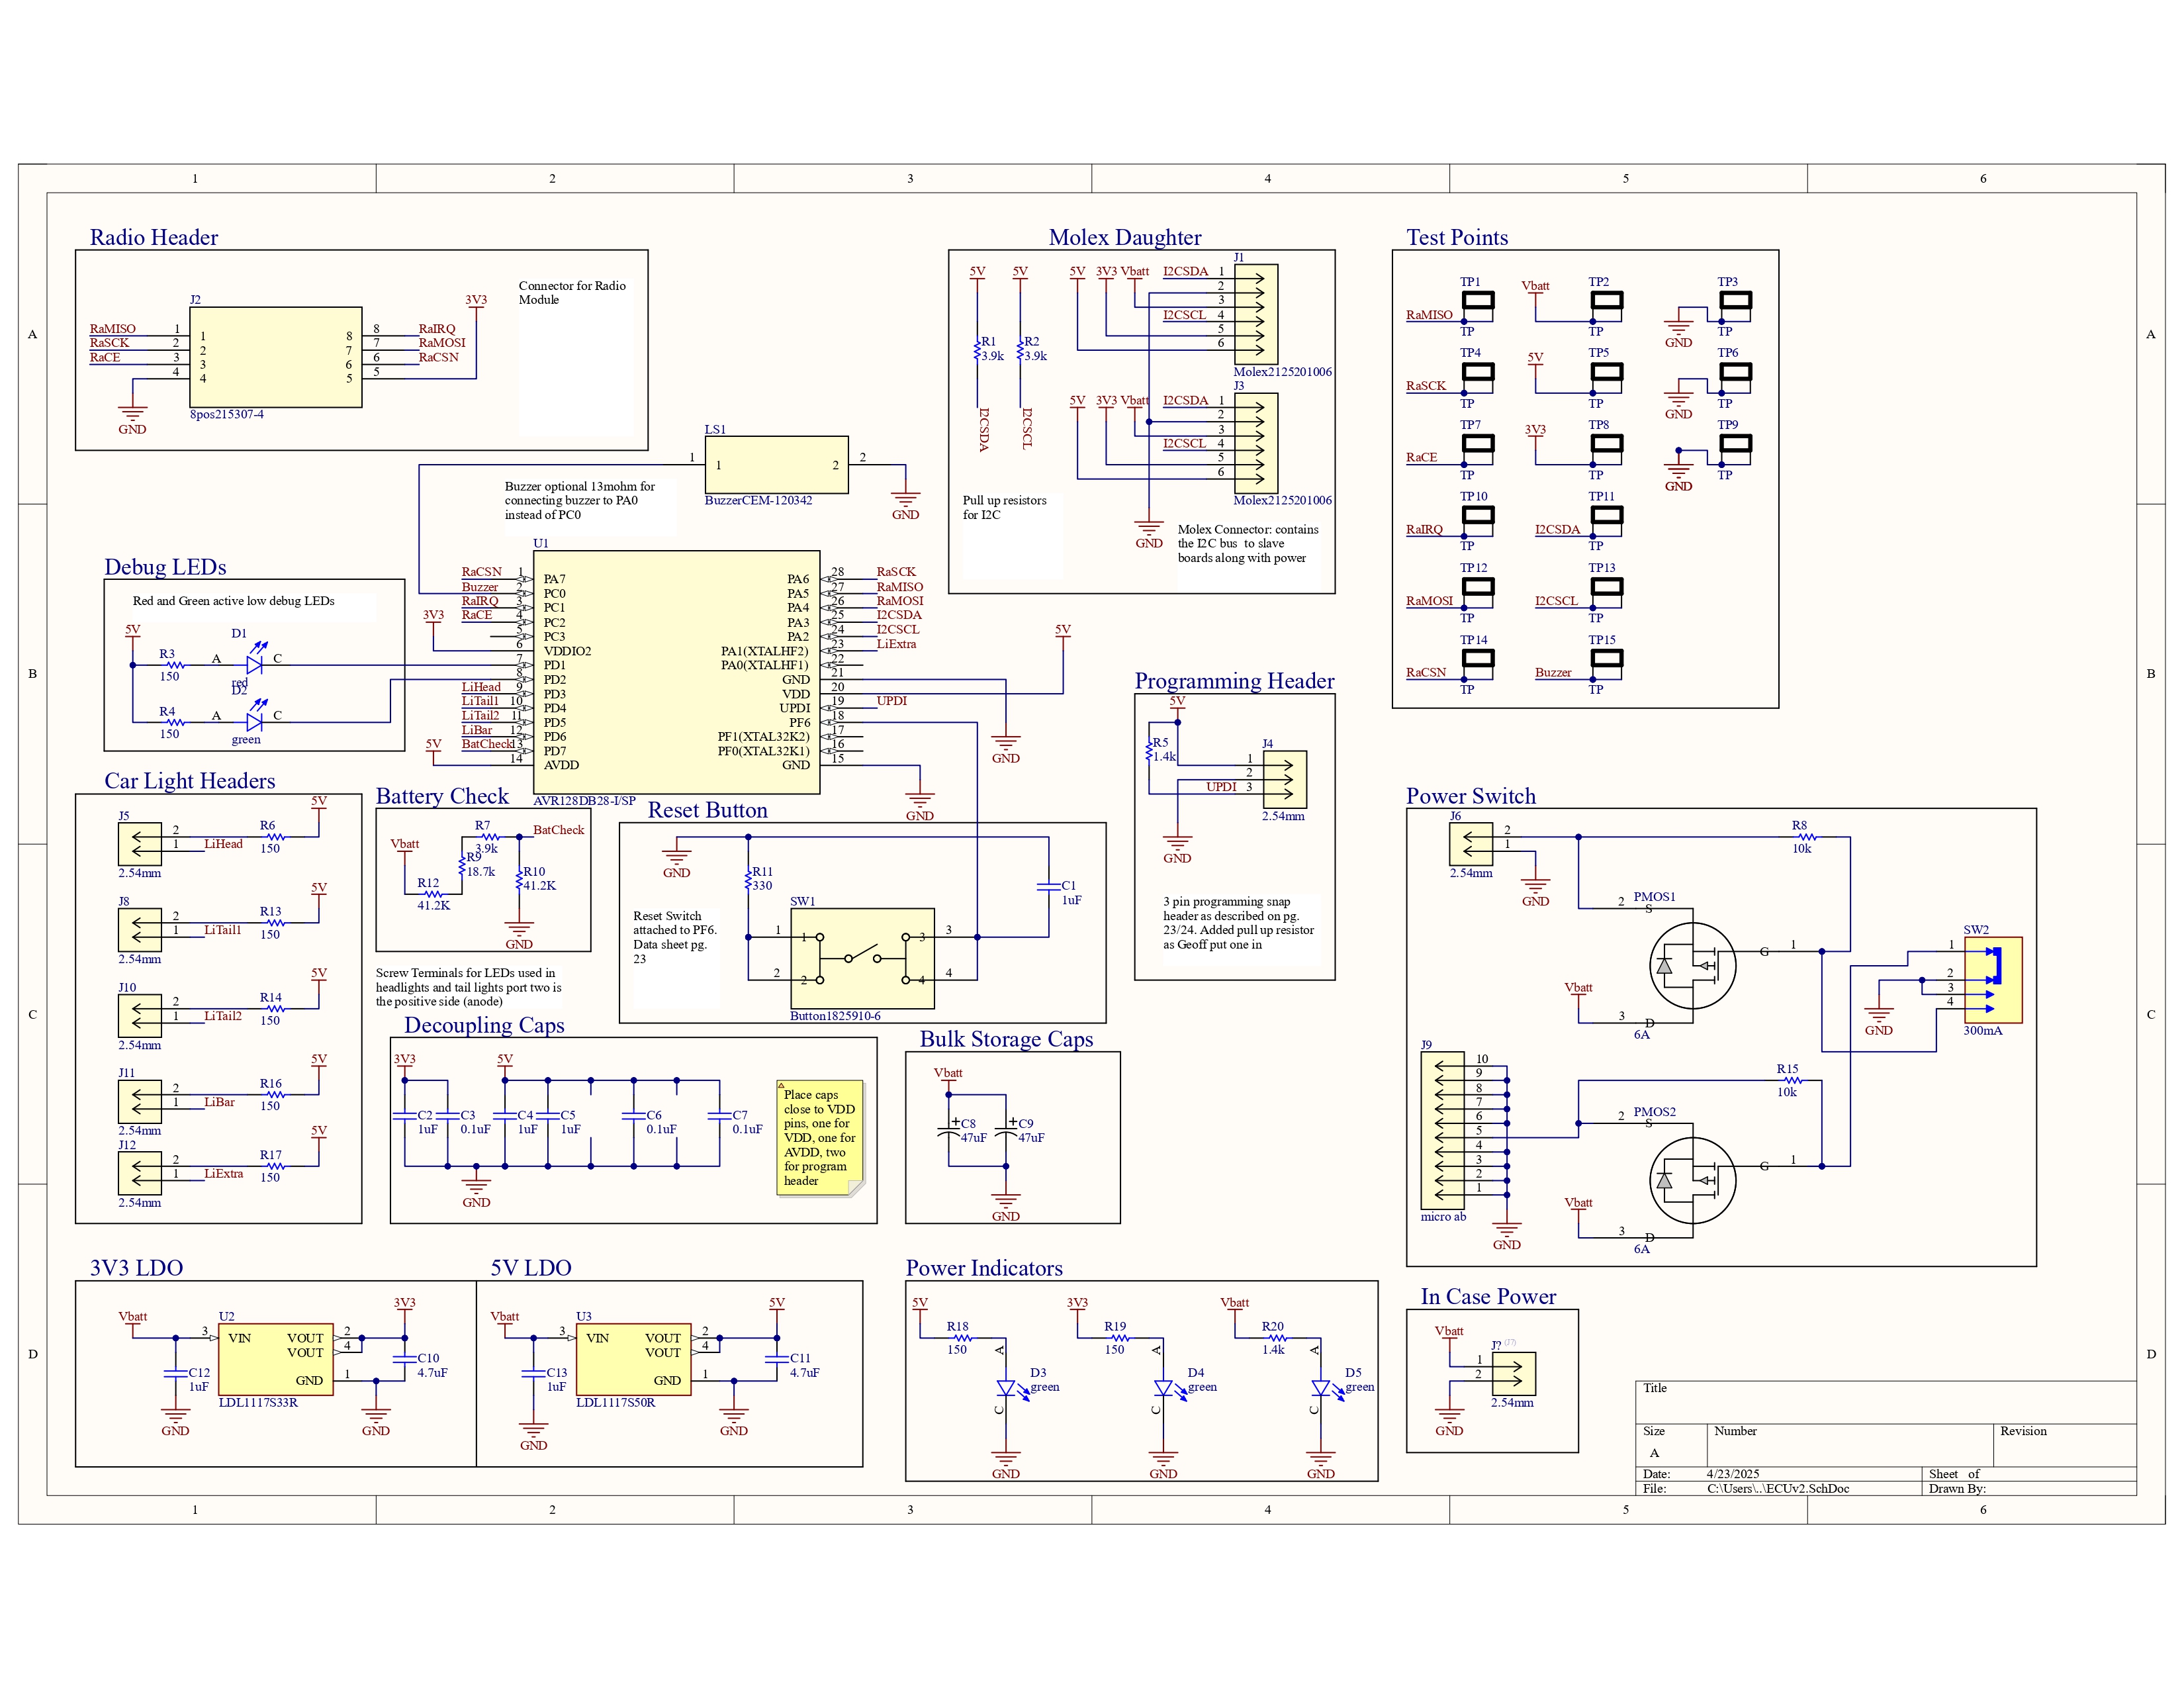 1 2 3 4 5 6
A
B
C
D
Radio Header
J2
RaMISO 1 1 8 8 RaIRQ
RaSCK 2 2 7 7 RaMOSI
RaCE 3 3 6 6 RaCSN
4 4 5 5
3V3
GND
8pos215307-4
Connector for Radio
Module
LS1
1 1 2 2
BuzzerCEM-120342
GND
Buzzer optional 13mohm for
connecting buzzer to PA0
instead of PC0
Molex Daughter
5V 5V 5V 3V3 Vbatt
J1
I2CSDA 1
2
3
I2CSCL 4
5
6
Molex2125201006
R1
3.9k
R2
3.9k
I2CSDA
I2CSCL
5V 3V3 Vbatt
J3
I2CSDA 1
2
3
I2CSCL 4
5
6
Molex2125201006
GND
Pull up resistors
for I2C
Molex Connector: contains
the I2C bus to slave
boards along with power
Test Points
TP1 TP2 TP3
RaMISO Vbatt GND
TP TP TP
TP4 TP5 TP6
RaSCK 5V GND
TP TP TP
TP7 TP8 TP9
RaCE 3V3 GND
TP TP TP
TP10 TP11
RaIRQ I2CSDA
TP TP
TP12 TP13
RaMOSI I2CSCL
TP TP
TP14 TP15
RaCSN Buzzer
TP TP
Debug LEDs
Red and Green active low debug LEDs
5V
D1
R3 A C
150
red
D2
R4 A C
150
green
U1
RaCSN 1 PA7 PA6 28 RaSCK
Buzzer 2 PC0 PA5 27 RaMISO
RaIRQ 3 PC1 PA4 26 RaMOSI
RaCE 4 PC2 PA3 25 I2CSDA
5 PC3 PA2 24 I2CSCL
3V3 6 VDDIO2 PA1(XTALHF2) 23 LiExtra
7 PD1 PA0(XTALHF1) 22
8 PD2 GND 21
LiHead 9 PD3 VDD 20
LiTail1 10 PD4 UPDI 19 UPDI
LiTail2 11 PD5 PF6 18
LiBar 12 PD6 PF1(XTAL32K2) 17
BatCheck 13 PD7 PF0(XTAL32K1) 16
5V 14 AVDD GND 15
AVR128DB28-I/SP
5V
GND
GND
Programming Header
5V
R5
1.4k
J4
1
2
UPDI 3
2.54mm
GND
3 pin programming snap
header as described on pg.
23/24. Added pull up resistor
as Geoff put one in
Car Light Headers
5V
J5
2 R6
1 LiHead 150
2.54mm
5V
J8
2 R13
1 LiTail1 150
2.54mm
5V
J10
2 R14
1 LiTail2 150
2.54mm
5V
J11
2 R16
1 LiBar 150
2.54mm
5V
J12
2 R17
1 LiExtra 150
2.54mm
Battery Check
Vbatt
R7
3.9k
BatCheck
R9
18.7k
R10
41.2K
R12
41.2K
GND
Screw Terminals for LEDs used in
headlights and tail lights port two is
the positive side (anode)
Reset Button
GND
R11
330
C1
1uF
SW1
1 1 3 3
2 2 4 4
Button1825910-6
Reset Switch
attached to PF6.
Data sheet pg.
23
Decoupling Caps
3V3 5V
C2
1uF
C3
0.1uF
C4
1uF
C5
1uF
C6
0.1uF
C7
0.1uF
GND
Place caps
close to VDD
pins, one for
VDD, one for
AVDD, two
for program
header
Bulk Storage Caps
Vbatt
C8
47uF
C9
47uF
GND
Power Switch
J6
2
1
2.54mm
GND
R8
10k
PMOS1
2 S
G 1
Vbatt
3 D
6A
SW2
1
2
3
4
300mA
GND
J9
10
9
8
7
6
5
4
3
2
1
micro ab
GND
R15
10k
PMOS2
2 S
G 1
Vbatt
3 D
6A
3V3 LDO
Vbatt
U2
3 VIN VOUT 2
VOUT 4
GND 1
LDL1117S33R
3V3
C12
1uF
C10
4.7uF
GND GND
5V LDO
Vbatt
U3
3 VIN VOUT 2
VOUT 4
GND 1
LDL1117S50R
5V
C13
1uF
C11
4.7uF
GND GND
Power Indicators
5V 3V3 Vbatt
R18 R19 R20
150 150 1.4k
A A A
D3 D4 D5
green green green
C C C
GND GND GND
In Case Power
Vbatt
J? (J?)
1
2
2.54mm
GND
Title
Size Number Revision
A
Date: 4/23/2025 Sheet of
File: C:\Users\..\ECUv2.SchDoc Drawn By:
A
B
C
D
1 2 3 4 5 6